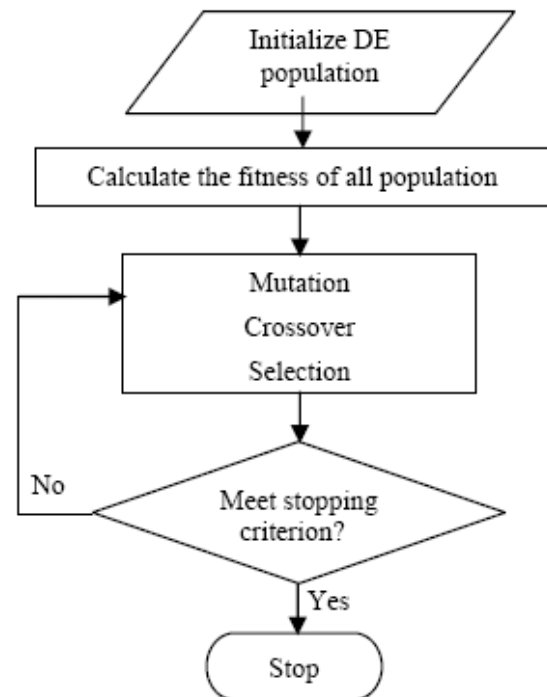 Initialize DE
population
Calculate the fitness of all population
Mutation
Crossover
Selection
No
Meet stopping
criterion?
Yes
Stop